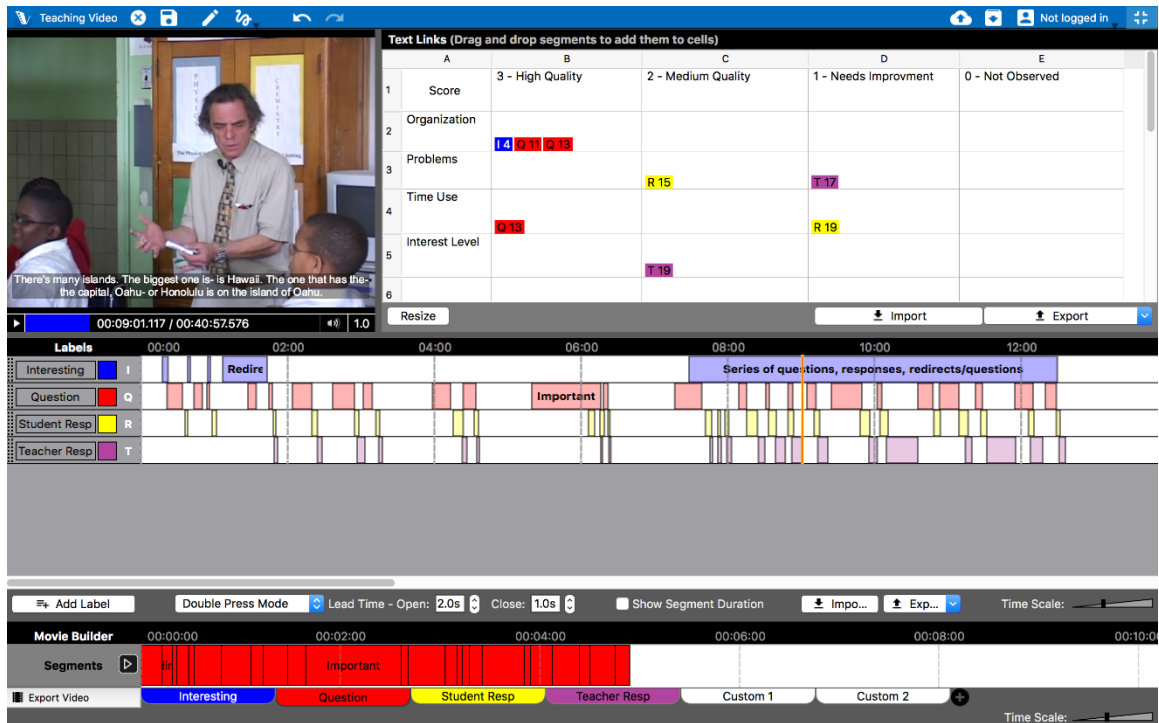 Teaching Video
Not logged in
Text Links (Drag and drop segments to add them to cells)
A B C D E
1 Score 3 - High Quality 2 - Medium Quality 1 - Needs Improvment 0 - Not Observed
2 Organization I 4 Q 11 Q 13
3 Problems R 15 T 17
4 Time Use Q 13 R 19
5 Interest Level T 19
6
PHYSICS
CHEMISTRY
There's many islands. The biggest one is- is Hawaii. The one that has the-
the capital, Oahu- or Honolulu is on the island of Oahu.
00:09:01.117 / 00:40:57.576 1.0
Resize Import Export
Labels 00:00 02:00 04:00 06:00 08:00 10:00 12:00
Interesting I Redire Series of questions, responses, redirects/questions
Question Q Important
Student Resp R
Teacher Resp T
Add Label Double Press Mode Lead Time - Open: 2.0s Close: 1.0s Show Segment Duration Impo... Exp... Time Scale:
Movie Builder 00:00:00 00:02:00 00:04:00 00:06:00 00:08:00 00:10:0
Segments Important
Export Video Interesting Question Student Resp Teacher Resp Custom 1 Custom 2
Time Scale: